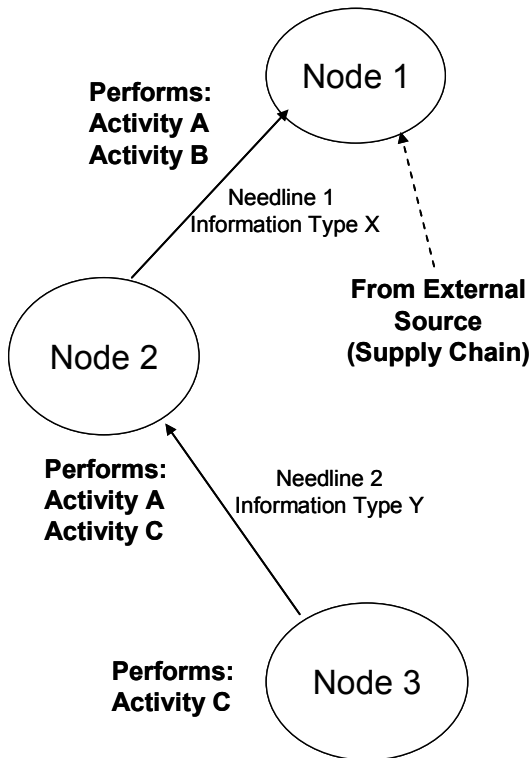 Node 1
Performs:
Activity A
Activity B
Needline 1
Information Type X
From External
Source
(Supply Chain)
Node 2
Performs:
Activity A
Activity C
Needline 2
Information Type Y
Performs:
Activity C
Node 3